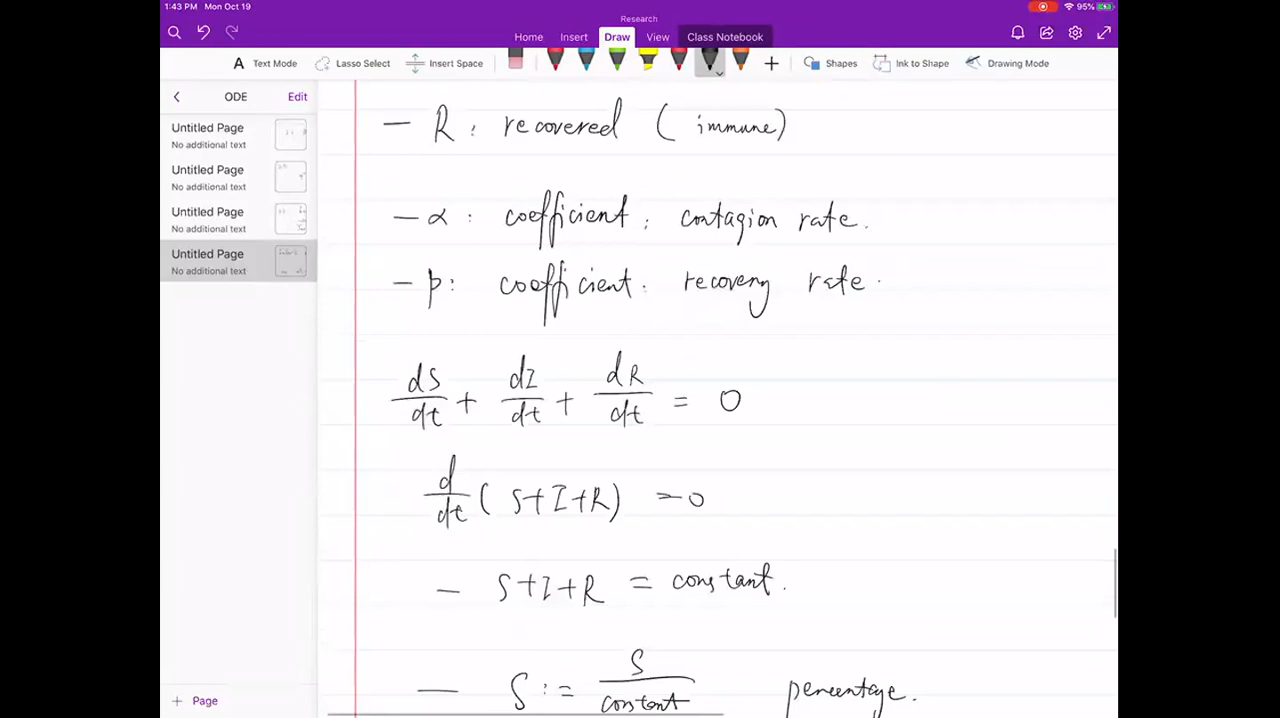 1:43 PM Mon Oct 19
95%
Research
Home Insert Draw View Class Notebook
A Text Mode Lasso Select Insert Space Shapes Ink to Shape Drawing Mode
ODE Edit
Untitled Page
No additional text
Untitled Page
No additional text
Untitled Page
No additional text
Untitled Page
No additional text
+ Page
— R : recovered ( immune )
— α : coefficient : contagion rate.
— p : coefficient : recovery rate.
dS/dt + dI/dt + dR/dt = 0
d/dt ( S+I+R ) = 0
— S+I+R = constant.
— S := S/constant percentage.